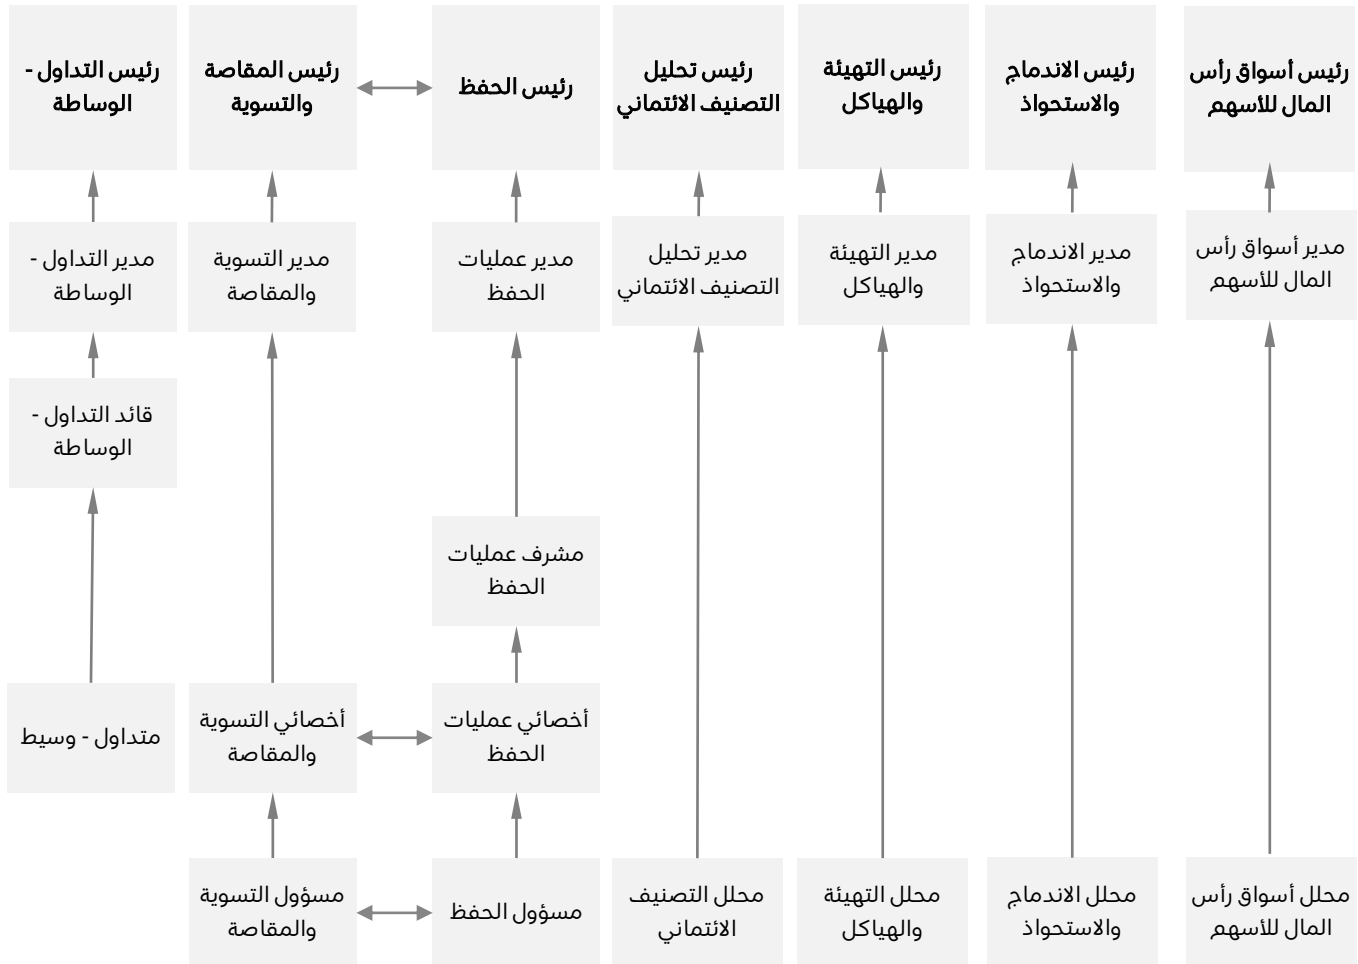 رئيس أسواق رأس
المال للأسهم
رئيس الاندماج
والاستحواذ
رئيس التهيئة
والهياكل
رئيس تحليل
التصنيف الائتماني
رئيس الحفظ
رئيس المقاصة
والتسوية
رئيس التداول -
الوساطة
مدير أسواق رأس
المال للأسهم
مدير الاندماج
والاستحواذ
مدير التهيئة
والهياكل
مدير تحليل
التصنيف الائتماني
مدير عمليات
الحفظ
مدير التسوية
والمقاصة
مدير التداول -
الوساطة
قائد التداول -
الوساطة
مشرف عمليات
الحفظ
أخصائي عمليات
الحفظ
أخصائي التسوية
والمقاصة
متداول - وسيط
محلل أسواق رأس
المال للأسهم
محلل الاندماج
والاستحواذ
محلل التهيئة
والهياكل
محلل التصنيف
الائتماني
مسؤول الحفظ
مسؤول التسوية
والمقاصة